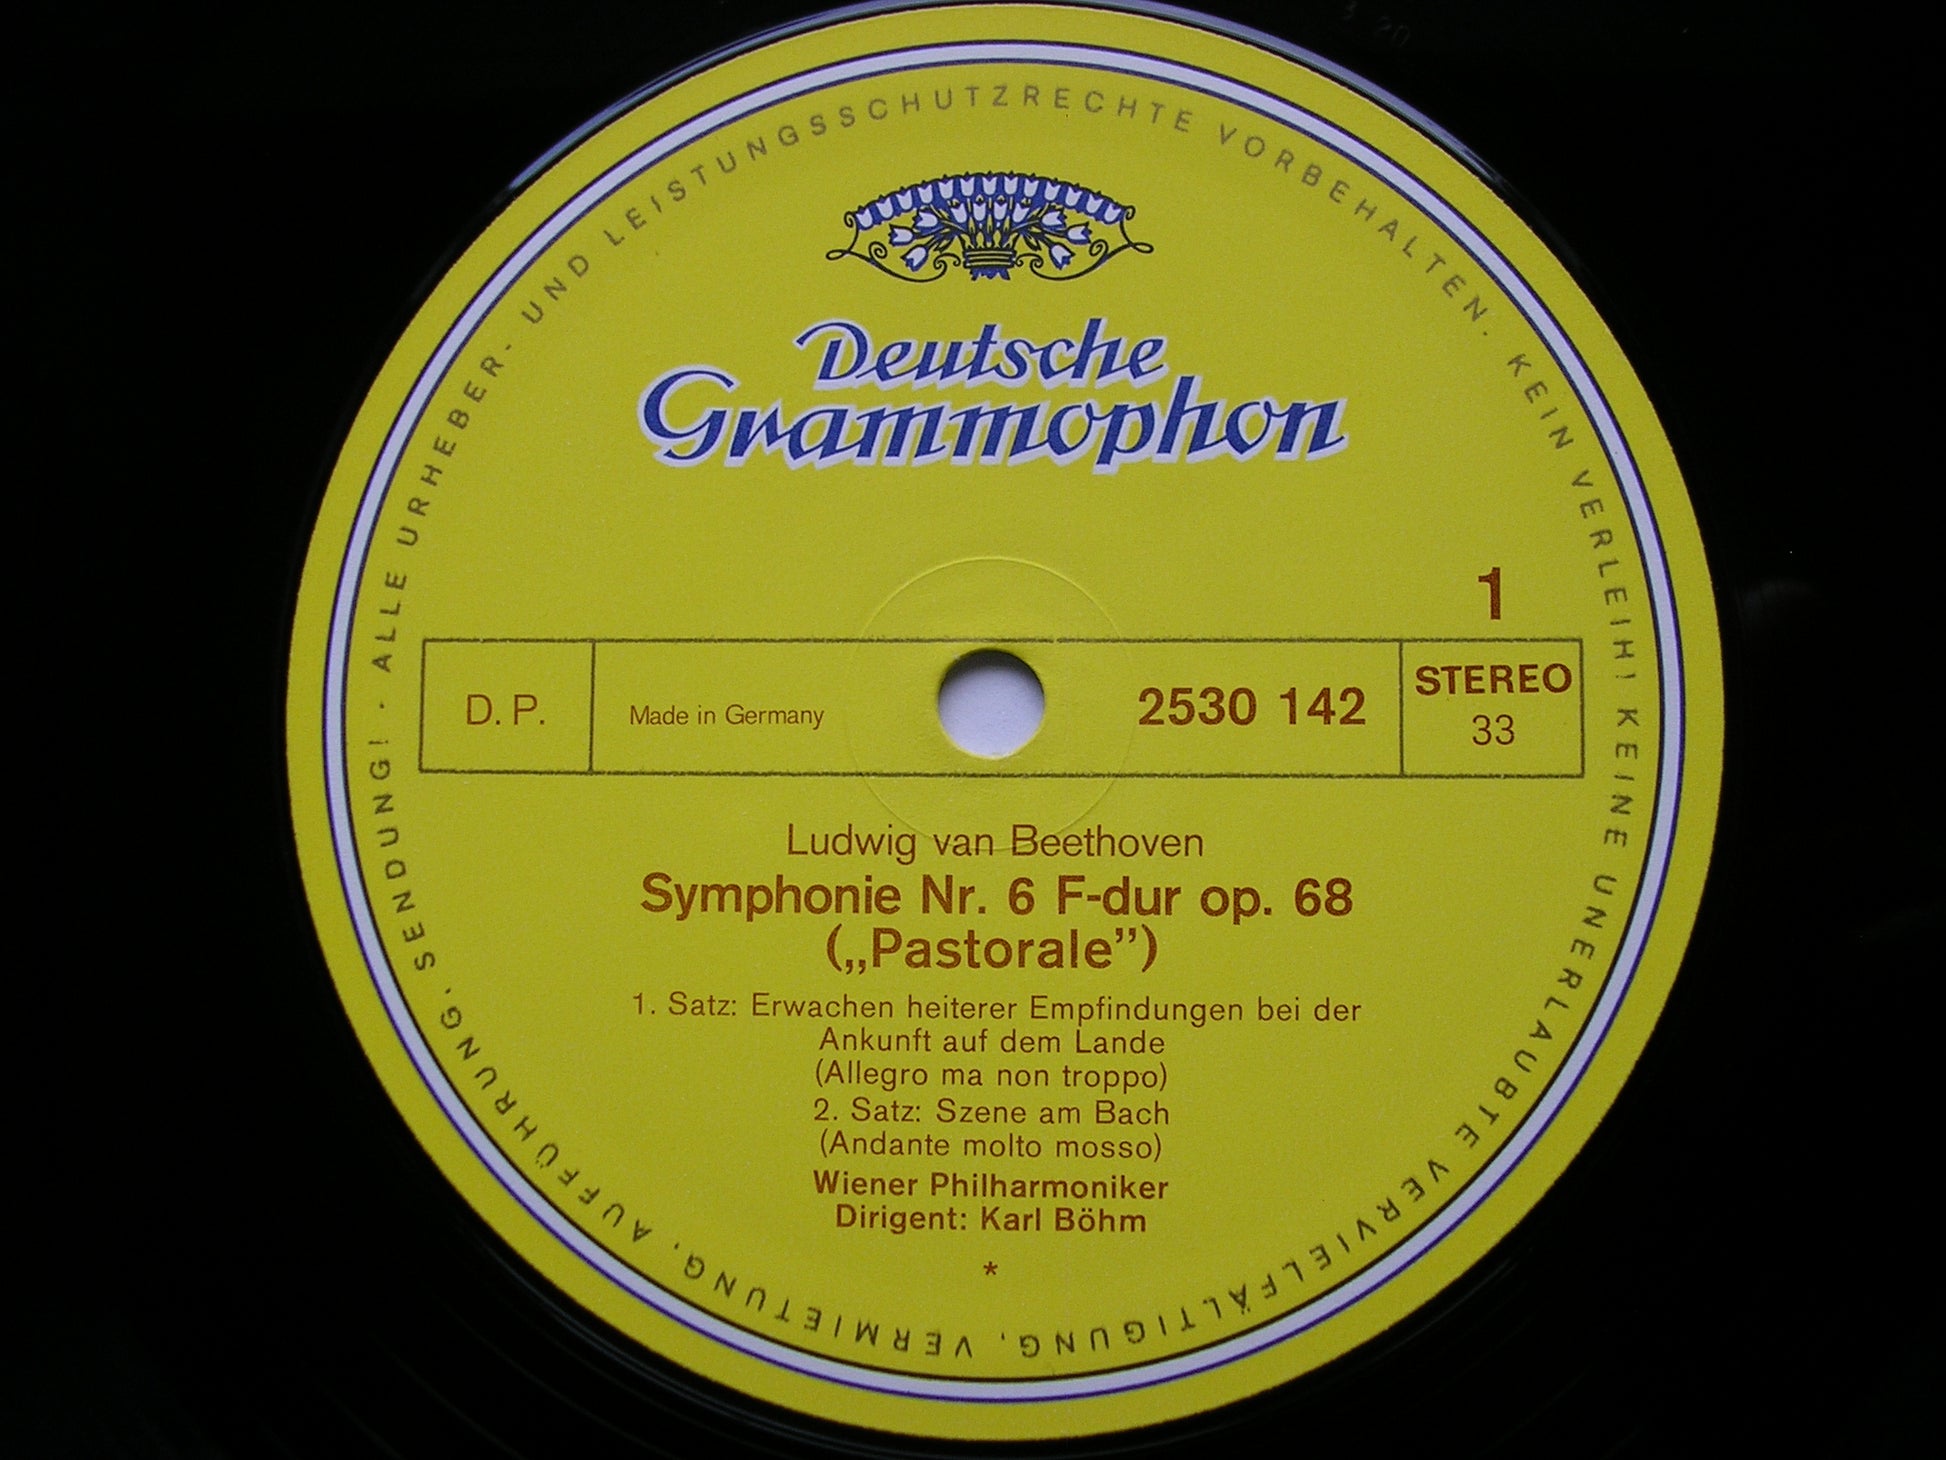 ALLE URHEBER- UND LEISTUNGSSCHUTZRECHTE VORBEHALTEN. KEIN VERLEIH! KEINE UNERLAUBTE VERVIELFÄLTIGUNG, VERMIETUNG, AUFFÜHRUNG, SENDUNG! ·
Deutsche
Grammophon
1
D. P.
Made in Germany
2530 142
STEREO
33
Ludwig van Beethoven
Symphonie Nr. 6 F-dur op. 68
(„Pastorale”)
1. Satz: Erwachen heiterer Empfindungen bei der
Ankunft auf dem Lande
(Allegro ma non troppo)
2. Satz: Szene am Bach
(Andante molto mosso)
Wiener Philharmoniker
Dirigent: Karl Böhm
*